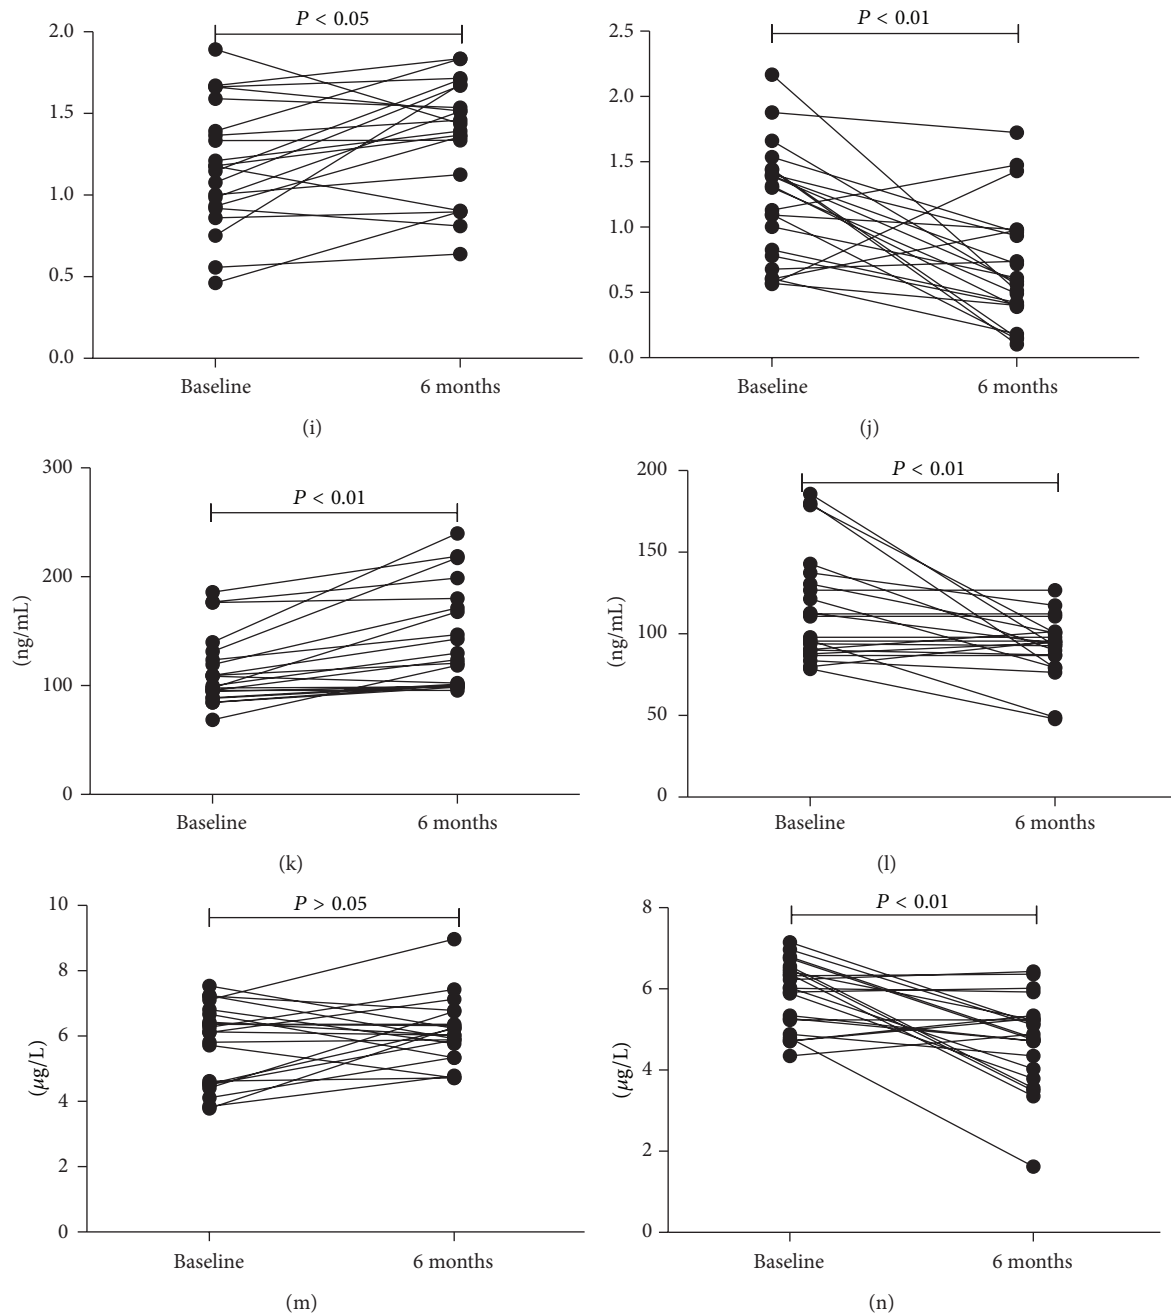 P < 0.05
2.0
1.5
1.0
0.5
0.0
Baseline
6 months
(i)
P < 0.01
2.5
2.0
1.5
1.0
0.5
0.0
Baseline
6 months
(j)
300
P < 0.01
200
(ng/mL)
100
0
Baseline
6 months
(k)
200
P < 0.01
150
(ng/mL)
100
50
0
Baseline
6 months
(l)
10
P > 0.05
8
6
(μg/L)
4
2
0
Baseline
6 months
(m)
8
P < 0.01
6
(μg/L)
4
2
0
Baseline
6 months
(n)